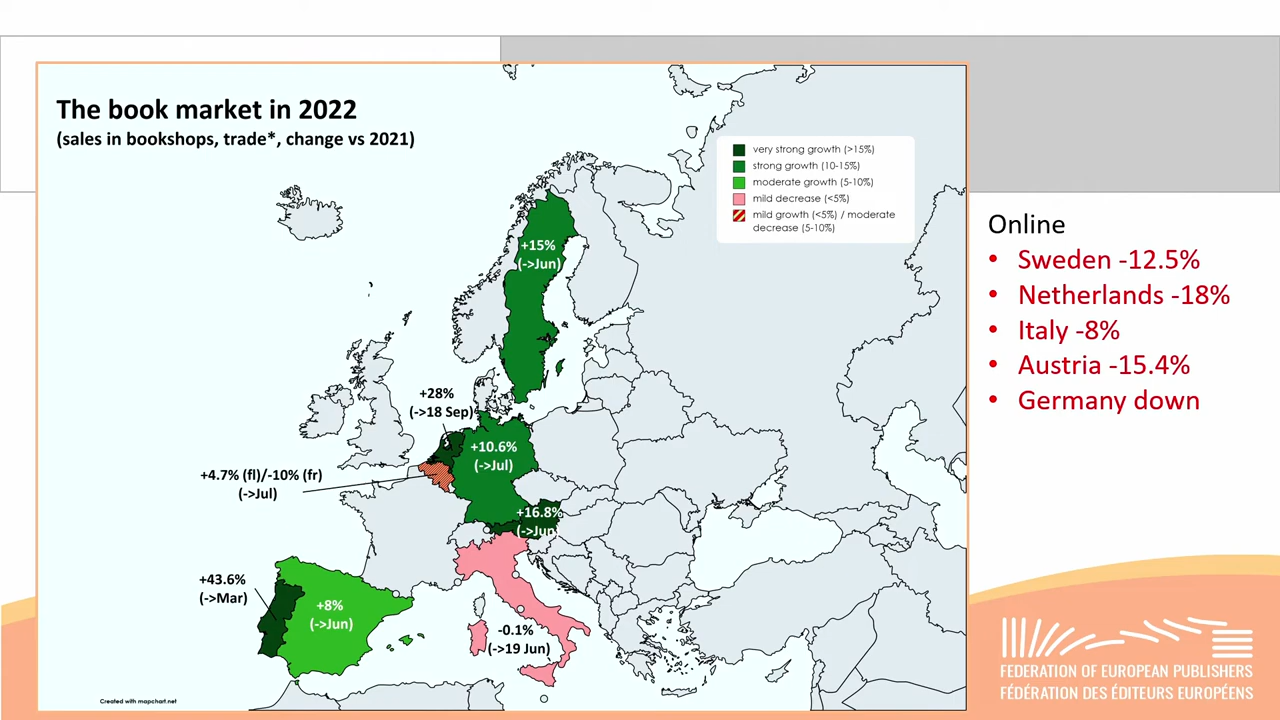 The book market in 2022
(sales in bookshops, trade*, change vs 2021)
very strong growth (>15%)
strong growth (10-15%)
moderate growth (5-10%)
mild decrease (<5%)
mild growth (<5%) / moderate
decrease (5-10%)
+15%
(->Jun)
+28%
(->18 Sep)
+10.6%
(->Jul)
+4.7% (fl)/-10% (fr)
(->Jul)
+16.8%
(->Jun)
+43.6%
(->Mar)
+8%
(->Jun)
-0.1%
(->19 Jun)
Created with mapchart.net
Online
• Sweden -12.5%
• Netherlands -18%
• Italy -8%
• Austria -15.4%
• Germany down
FEDERATION OF EUROPEAN PUBLISHERS
FÉDÉRATION DES ÉDITEURS EUROPÉENS